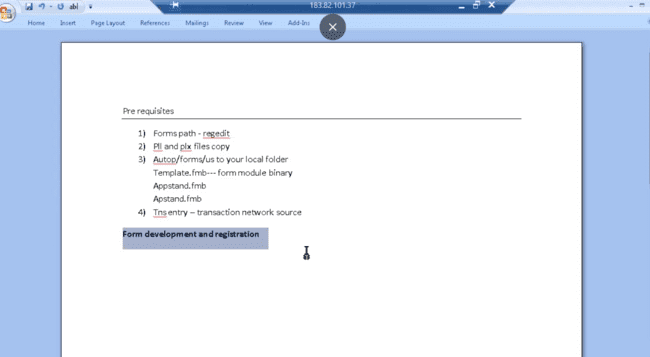 183.82.101.37
Home Insert Page Layout References Mailings Review View Add-Ins
Pre requisites
1) Forms path - regedit
2) Pll and plx files copy
3) Autop/forms/us to your local folder
Template.fmb--- form module binary
Appstand.fmb
Apstand.fmb
4) Tns entry – transaction network source
Form development and registration